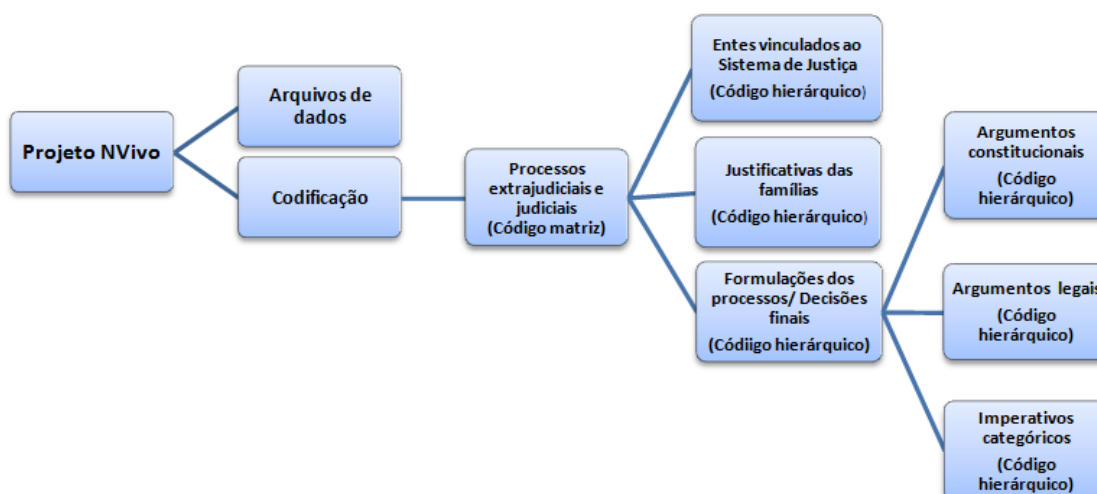 Projeto NVivo
Arquivos de
dados
Codificação
Processos
extrajudiciais e
judiciais
(Código matriz)
Entes vinculados ao
Sistema de Justiça
(Código hierárquico)
Justificativas das
famílias
(Código hierárquico)
Formulações dos
processos/ Decisões
finais
(Códiigo hierárquico)
Argumentos
constitucionais
(Código
hierárquico)
Argumentos legais
(Código
hierárquico)
Imperativos
categóricos
(Código
hierárquico)